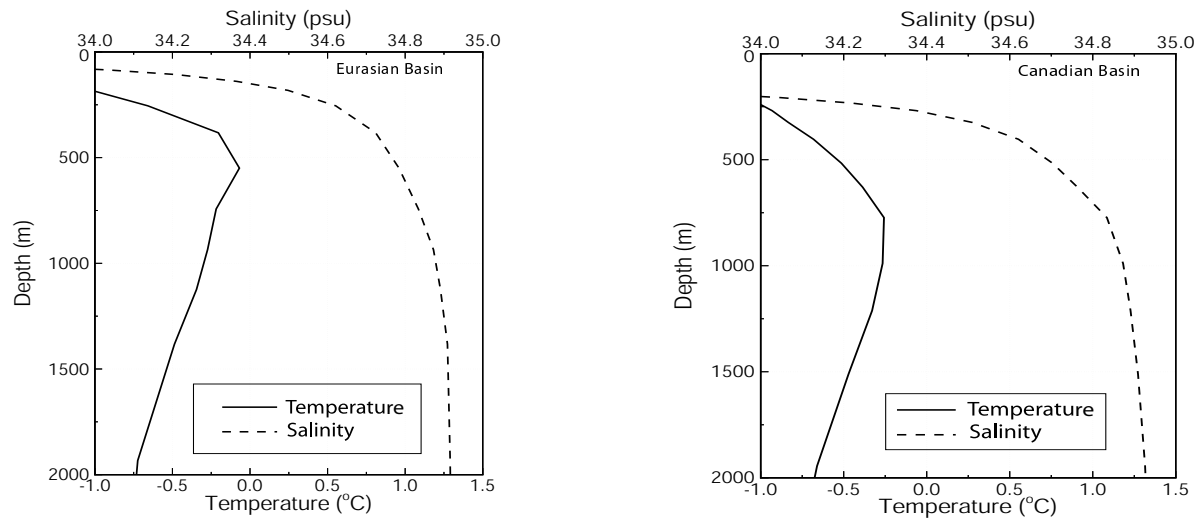 Salinity (psu)
34.0 34.2 34.4 34.6 34.8 35.0
Eurasian Basin
0
500
1000
1500
2000
Depth (m)
Temperature
Salinity
-1.0 -0.5 0.0 0.5 1.0 1.5
Temperature (°C)
Salinity (psu)
34.0 34.2 34.4 34.6 34.8 35.0
Canadian Basin
0
500
1000
1500
2000
Depth (m)
Temperature
Salinity
-1.0 -0.5 0.0 0.5 1.0 1.5
Temperature (°C)